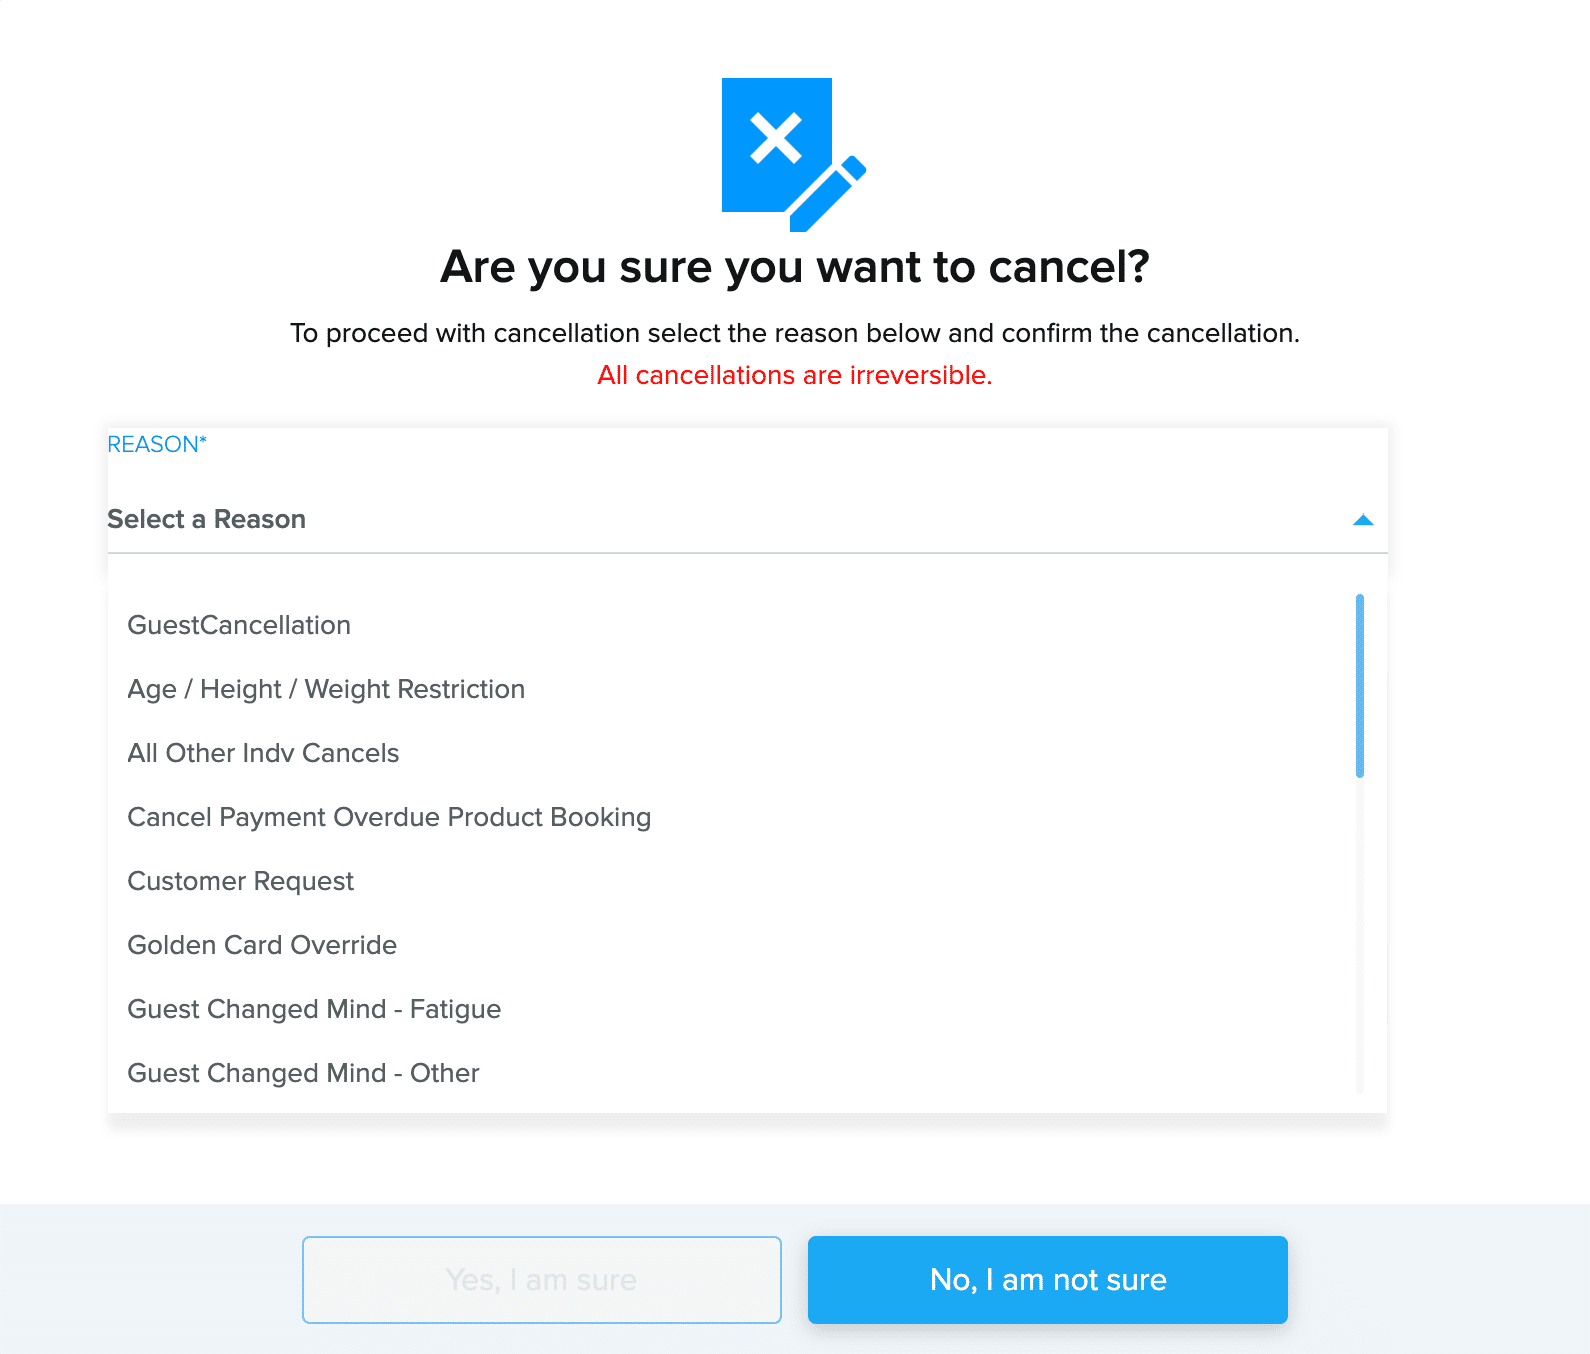 Are you sure you want to cancel?
To proceed with cancellation select the reason below and confirm the cancellation.
All cancellations are irreversible.
REASON*
Select a Reason
GuestCancellation
Age / Height / Weight Restriction
All Other Indv Cancels
Cancel Payment Overdue Product Booking
Customer Request
Golden Card Override
Guest Changed Mind - Fatigue
Guest Changed Mind - Other
Yes, I am sure
No, I am not sure